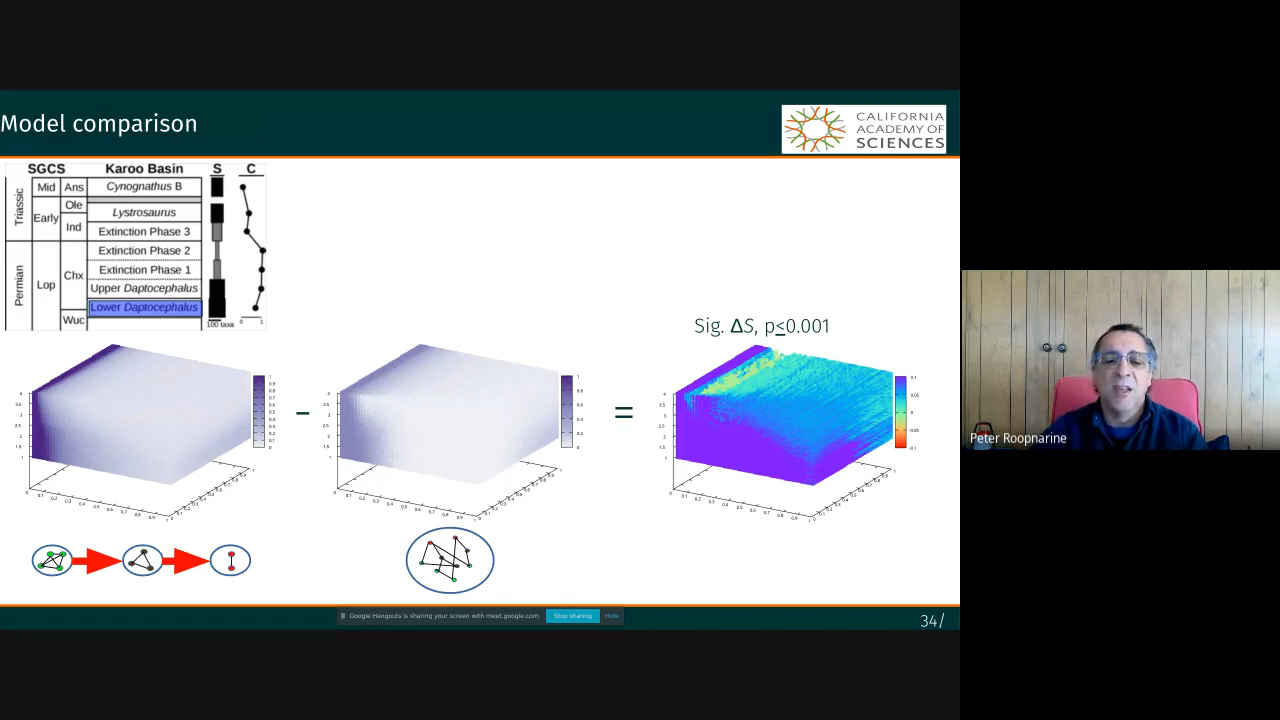 Model comparison
CALIFORNIA
ACADEMY OF
SCIENCES
SGCS Karoo Basin S C
Triassic
Mid Ans Cynognathus B
Early Ole
Lystrosaurus
Ind
Extinction Phase 3
Permian
Lop Chx
Extinction Phase 2
Extinction Phase 1
Upper Daptocephalus
Lower Daptocephalus
Wuc
100 taxa 0 1
Sig. ΔS, p≤0.001
- =
Peter Roopnarine
Google Hangouts is sharing your screen with meet.google.com. Stop sharing Hide
34/